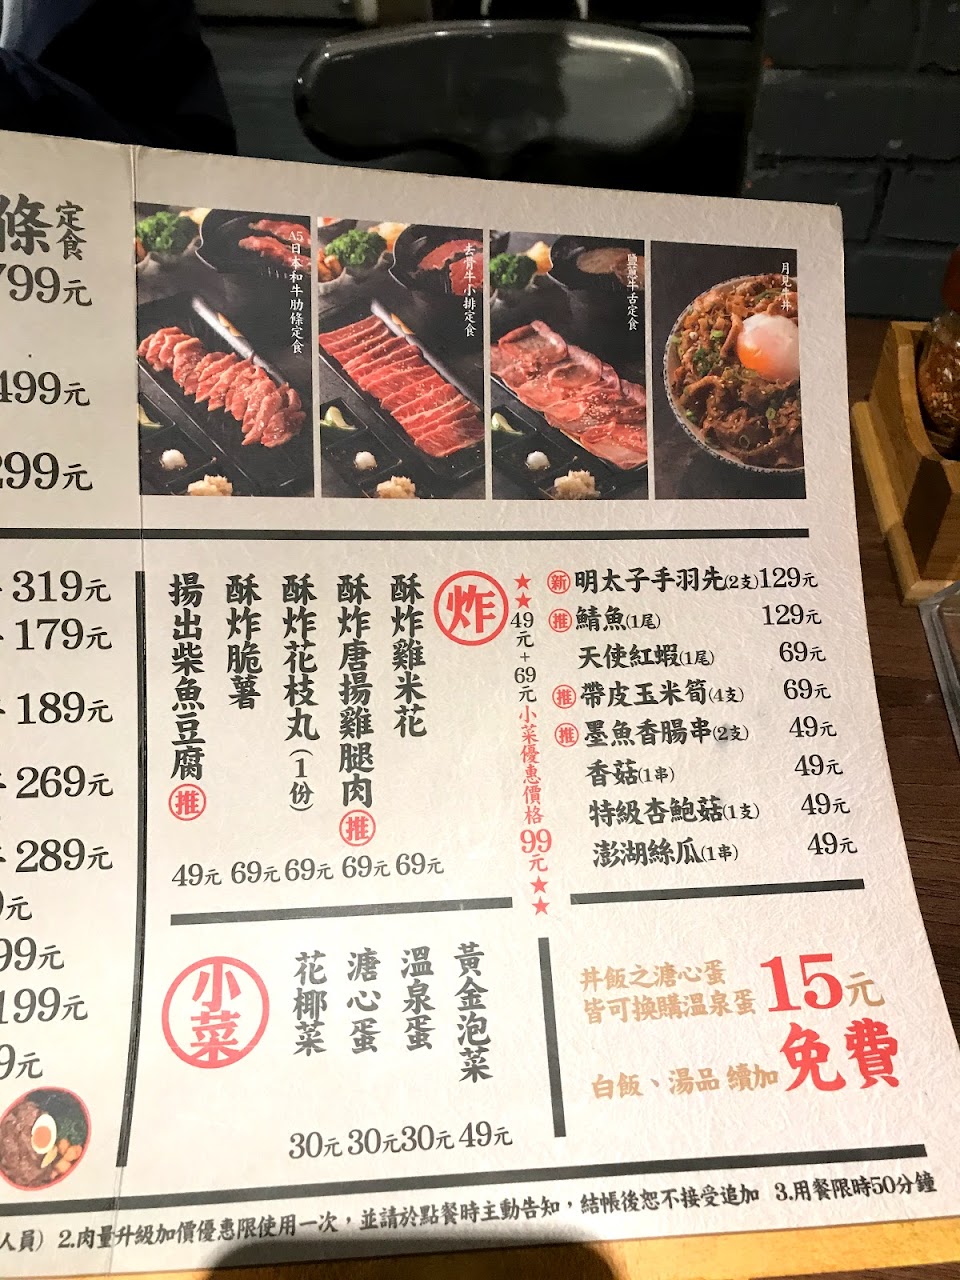 條定食
799元
499元
299元
A5日本和牛肋條定食
去骨牛小排定食
鹽蔥牛舌定食
月見牛丼
319元
179元
189元
269元
289元
元
99元
199元
9元
炸
酥炸雞米花 69元
酥炸唐揚雞腿肉 推 69元
酥炸花枝丸(1份) 69元
酥炸脆薯 69元
揚出柴魚豆腐 推 49元
★★49元+69元小菜優惠價格99元★★
新 明太子手羽先(2支) 129元
推 鯖魚(1尾) 129元
天使紅蝦(1尾) 69元
推 帶皮玉米筍(4支) 69元
推 墨魚香腸串(2支) 49元
香菇(1串) 49元
特級杏鮑菇(1支) 49元
澎湖絲瓜(1串) 49元
小菜
黃金泡菜 49元
溫泉蛋 30元
溏心蛋 30元
花椰菜 30元
丼飯之溏心蛋
皆可換購溫泉蛋 15元
白飯、湯品 續加 免費
人員) 2.肉量升級加價優惠限使用一次，並請於點餐時主動告知，結帳後恕不接受追加 3.用餐限時50分鐘